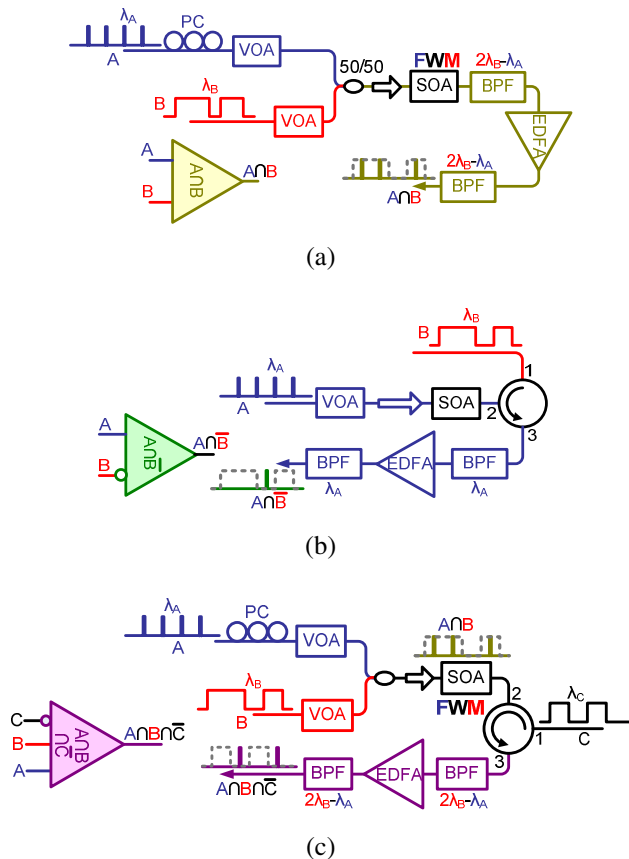 λA PC
A
VOA
50/50
FWM
SOA
2λB-λA
BPF
EDFA
λB
B
VOA
A
B
A∩B
A∩B
2λB-λA
BPF
A∩B
(a)
λB
B
1
λA
A
VOA
SOA
2
3
A
B
A∩B̅
A∩B̅
BPF
λA
EDFA
BPF
λA
A∩B̅
(b)
λA
A
PC
VOA
A∩B
SOA
FWM
λB
B
VOA
2
1
3
λC
C
C
B
A
A∩B
∩C̅
A∩B∩C̅
BPF
2λB-λA
EDFA
BPF
2λB-λA
A∩B∩C̅
(c)